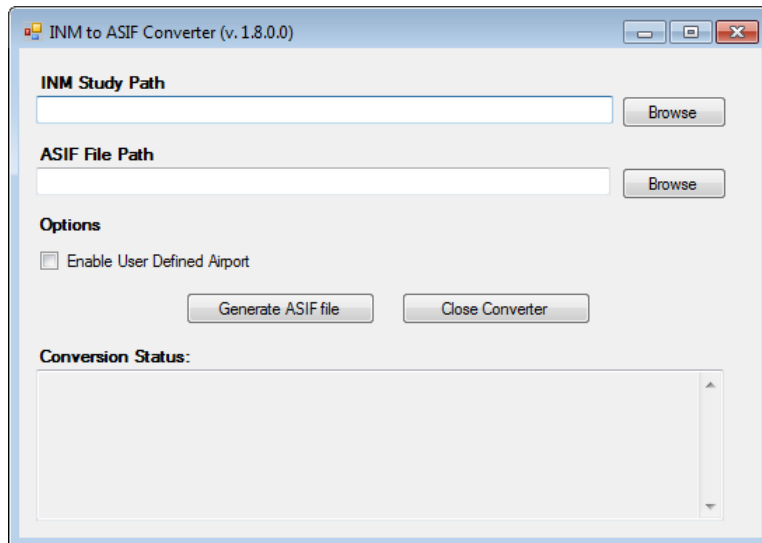 INM to ASIF Converter (v. 1.8.0.0)
INM Study Path
Browse
ASIF File Path
Browse
Options
Enable User Defined Airport
Generate ASIF file Close Converter
Conversion Status: